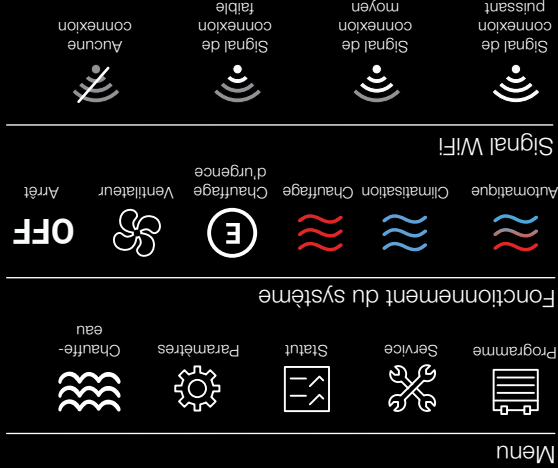 Menu
Programme
Service
Statut
Paramètres
Chauffe-
eau
Fonctionnement du système
Automatique
Climatisation
Chauffage
E
Chauffage
d'urgence
Ventilateur
OFF
Arrêt
Signal WiFi
Signal de
connexion
puissant
Signal de
connexion
moyen
Signal de
connexion
faible
Aucune
connexion